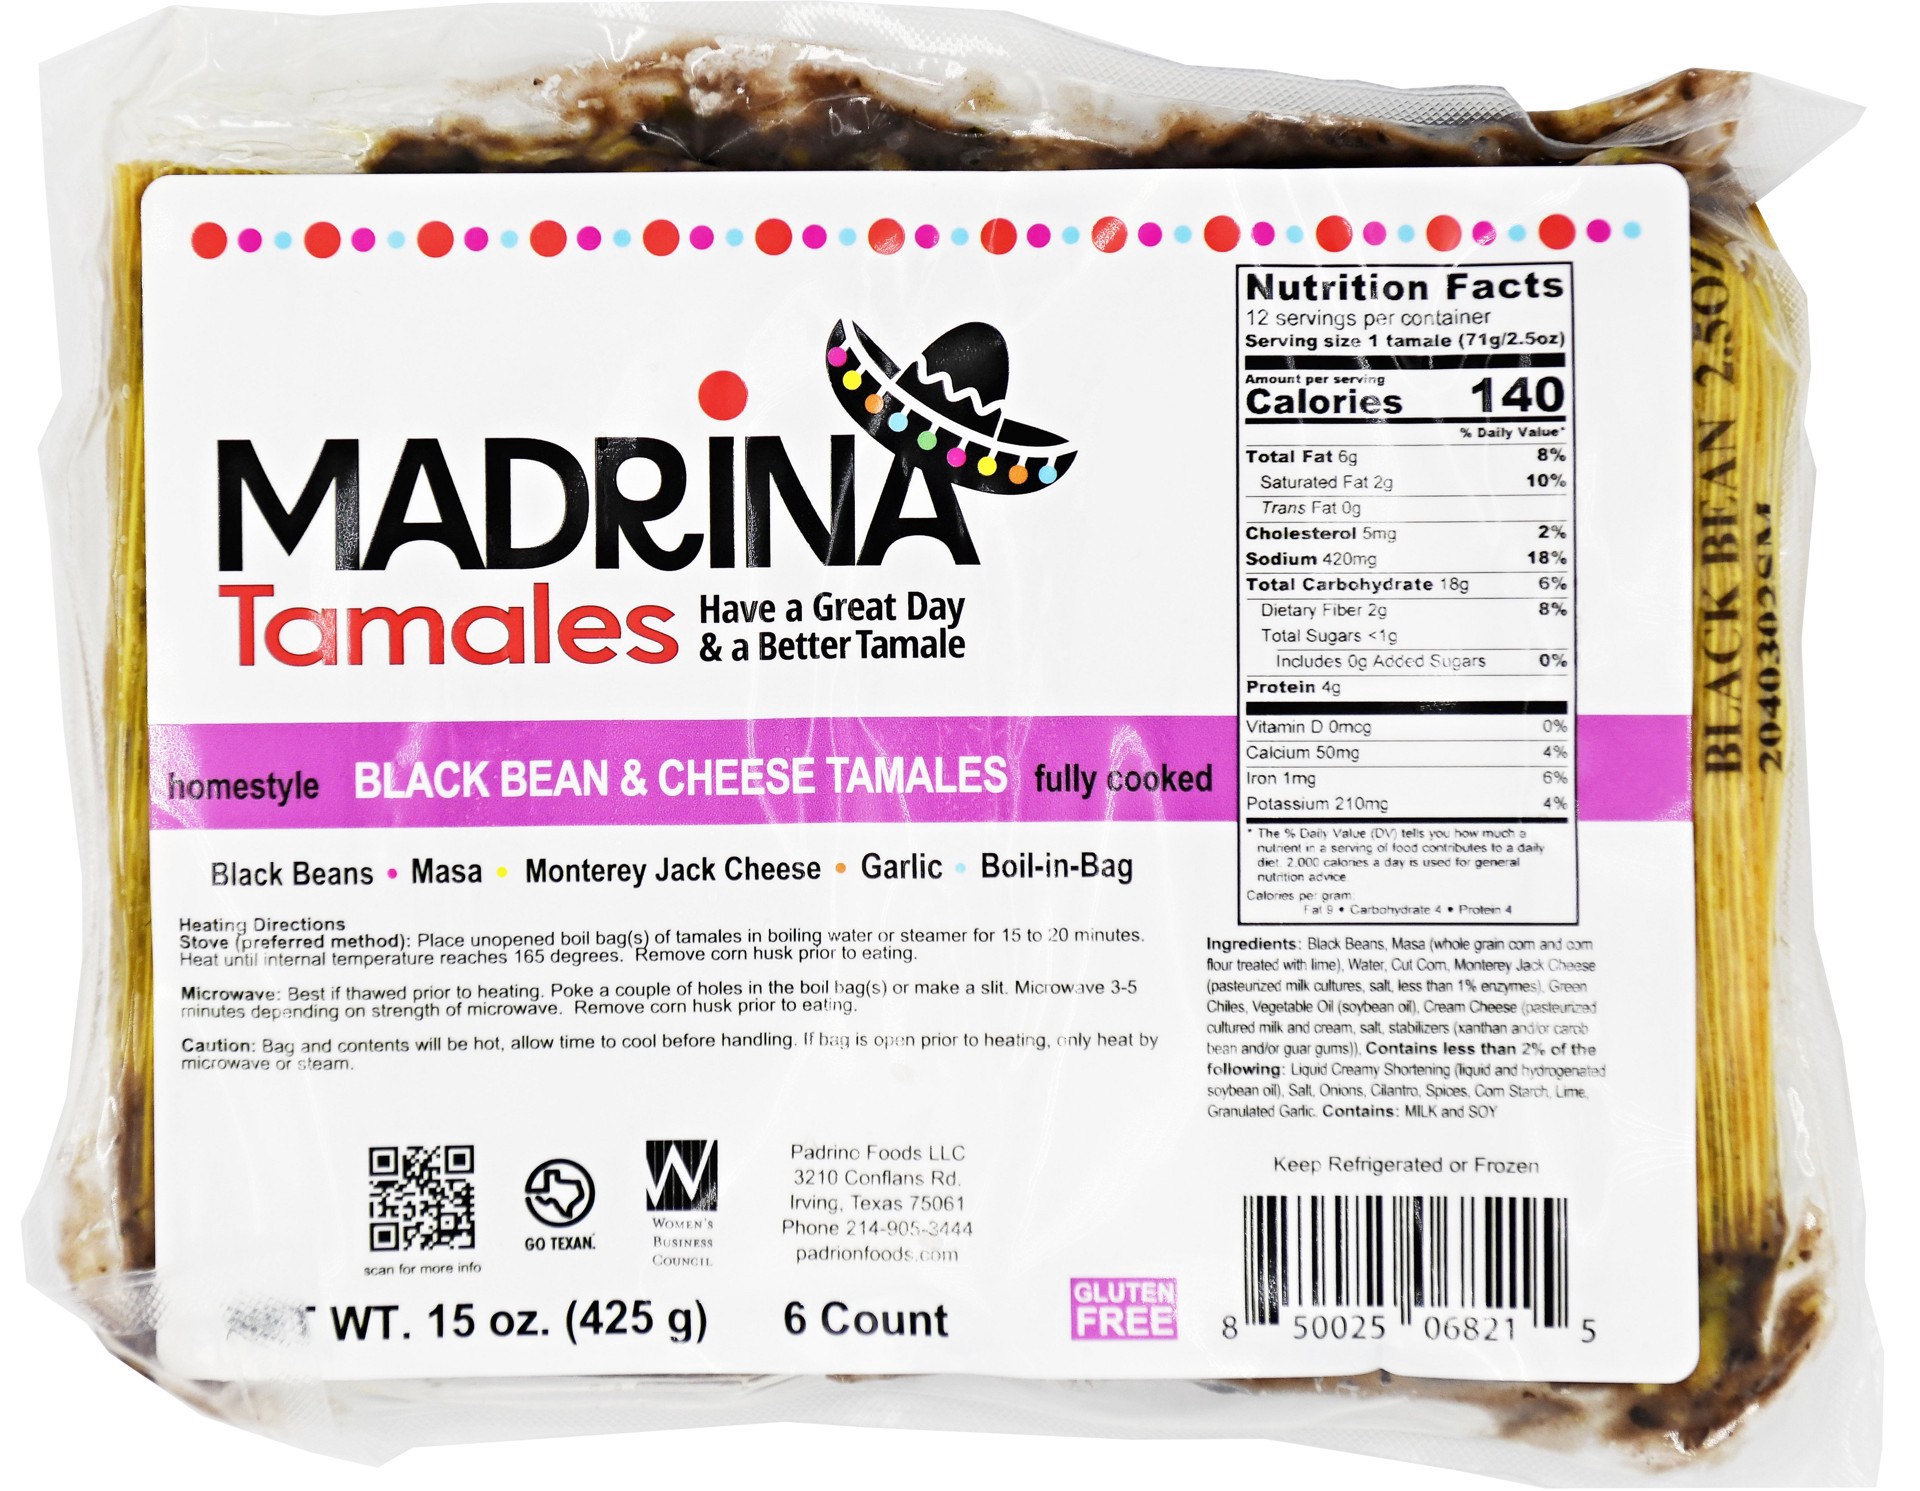 MADRINA
Tamales
Have a Great Day
& a Better Tamale
homestyle BLACK BEAN & CHEESE TAMALES fully cooked
Black Beans • Masa • Monterey Jack Cheese • Garlic • Boil-in-Bag
Heating Directions
Stove (preferred method): Place unopened boil bag(s) of tamales in boiling water or steamer for 15 to 20 minutes.
Heat until internal temperature reaches 165 degrees. Remove corn husk prior to eating.
Microwave: Best if thawed prior to heating. Poke a couple of holes in the boil bag(s) or make a slit. Microwave 3-5
minutes depending on strength of microwave. Remove corn husk prior to eating.
Caution: Bag and contents will be hot, allow time to cool before handling. If bag is open prior to heating, only heat by
microwave or steam.
scan for more info
GO TEXAN.
WOMEN'S
BUSINESS
COUNCIL
Padrino Foods LLC
3210 Conflans Rd.
Irving, Texas 75061
Phone 214-905-3444
padrionfoods.com
WT. 15 oz. (425 g) 6 Count
GLUTEN
FREE
Nutrition Facts
12 servings per container
Serving size 1 tamale (71g/2.5oz)
Amount per serving
Calories 140
% Daily Value*
Total Fat 6g 8%
Saturated Fat 2g 10%
Trans Fat 0g
Cholesterol 5mg 2%
Sodium 420mg 18%
Total Carbohydrate 18g 6%
Dietary Fiber 2g 8%
Total Sugars <1g
Includes 0g Added Sugars 0%
Protein 4g
Vitamin D 0mcg 0%
Calcium 50mg 4%
Iron 1mg 6%
Potassium 210mg 4%
* The % Daily Value (DV) tells you how much a
nutrient in a serving of food contributes to a daily
diet. 2,000 calories a day is used for general
nutrition advice.
Calories per gram:
Fat 9 • Carbohydrate 4 • Protein 4
Ingredients: Black Beans, Masa (whole grain corn and corn
flour treated with lime), Water, Cut Corn, Monterey Jack Cheese
(pasteurized milk cultures, salt, less than 1% enzymes), Green
Chiles, Vegetable Oil (soybean oil), Cream Cheese (pasteurized
cultured milk and cream, salt, stabilizers (xanthan and/or carob
bean and/or guar gums)), Contains less than 2% of the
following: Liquid Creamy Shortening (liquid and hydrogenated
soybean oil), Salt, Onions, Cilantro, Spices, Corn Starch, Lime,
Granulated Garlic. Contains: MILK and SOY
Keep Refrigerated or Frozen
8 50025 06821 5
BLACK BEAN 2.5OZ
2040302SM